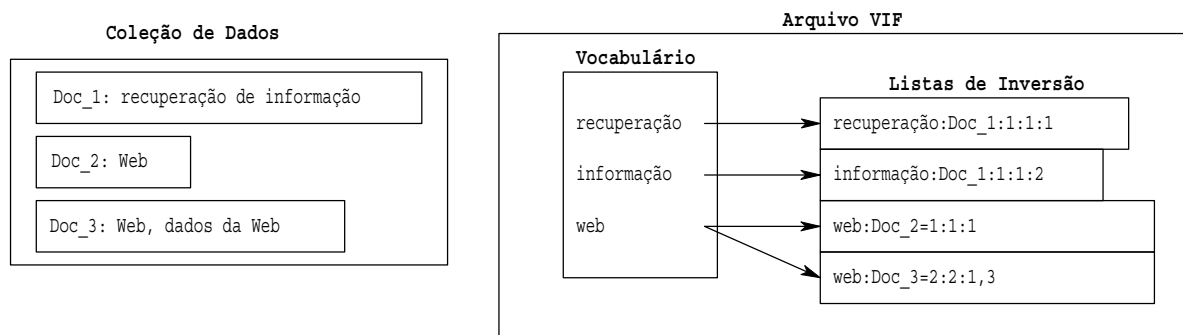 Coleção de Dados
Doc_1: recuperação de informação
Doc_2: Web
Doc_3: Web, dados da Web
Arquivo VIF
Vocabulário
recuperação
informação
web
Listas de Inversão
recuperação:Doc_1:1:1:1
informação:Doc_1:1:1:2
web:Doc_2=1:1:1
web:Doc_3=2:2:1,3